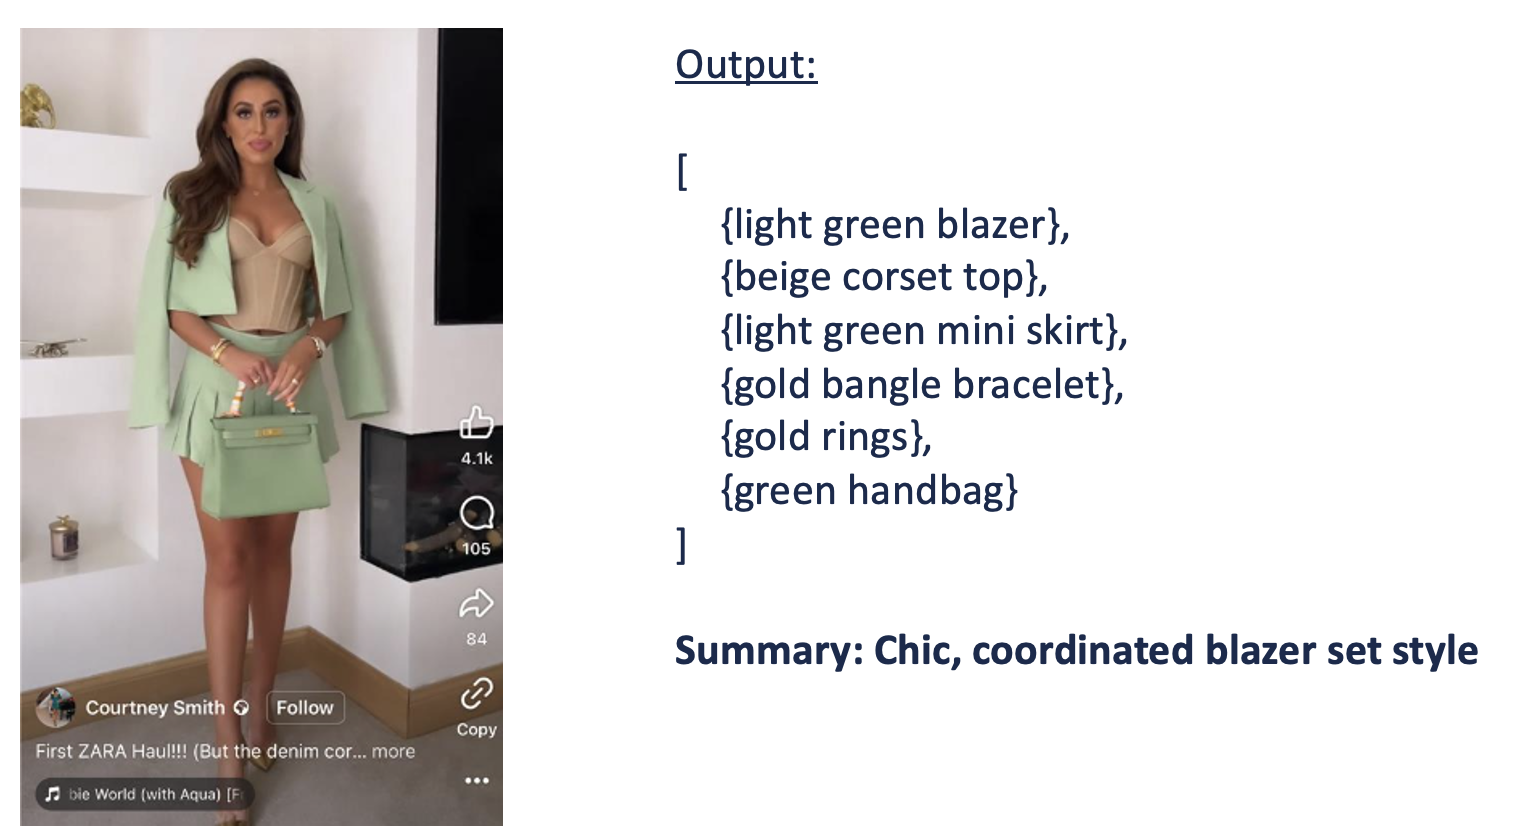 Output:
[
{light green blazer},
{beige corset top},
{light green mini skirt},
{gold bangle bracelet},
{gold rings},
{green handbag}
]
Summary: Chic, coordinated blazer set style
4.1k
105
84
Copy
Courtney Smith
Follow
First ZARA Haul!!! (But the denim cor... more
bie World (with Aqua) [F